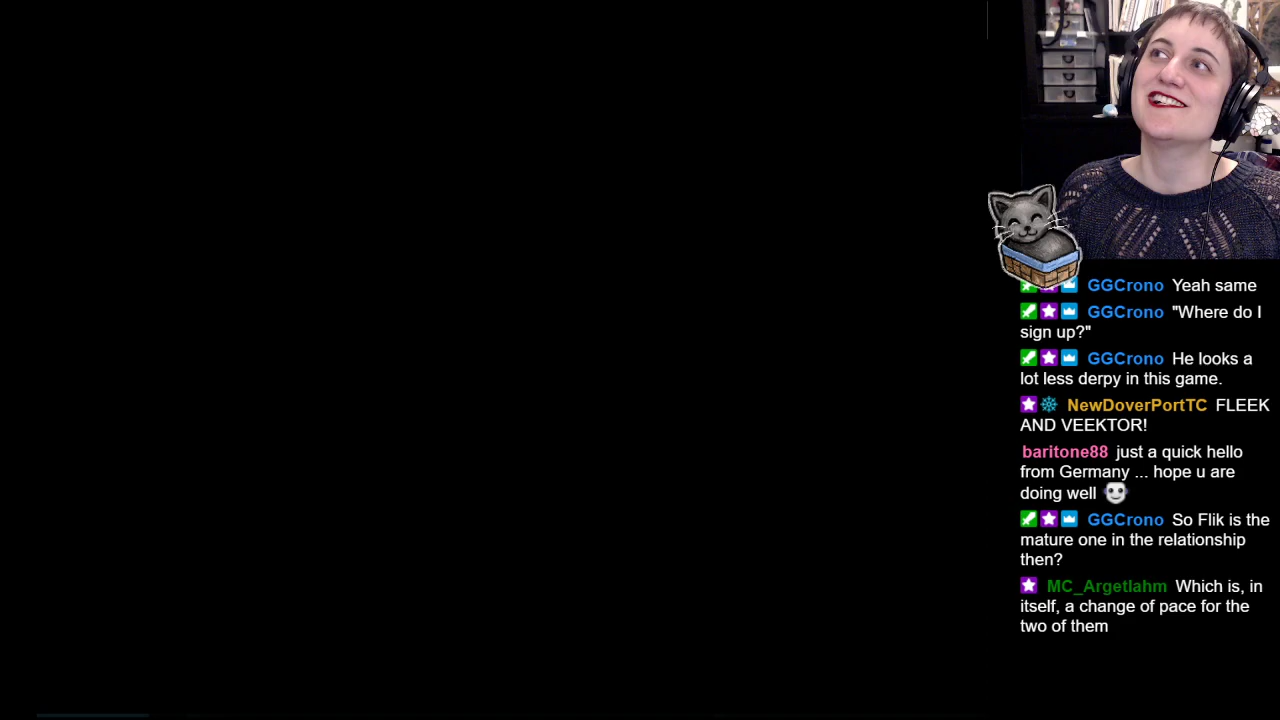 GGCrono Yeah same
GGCrono "Where do I
sign up?"
GGCrono He looks a
lot less derpy in this game.
NewDoverPortTC FLEEK
AND VEEKTOR!
baritone88 just a quick hello
from Germany ... hope u are
doing well
GGCrono So Flik is the
mature one in the relationship
then?
MC_Argetlahm Which is, in
itself, a change of pace for the
two of them